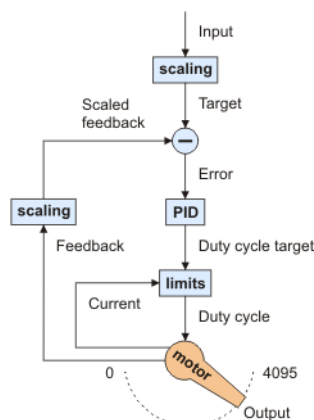 Input
scaling
Scaled
feedback
Target
Error
scaling
PID
Feedback
Duty cycle target
limits
Current
Duty cycle
motor
0
4095
Output